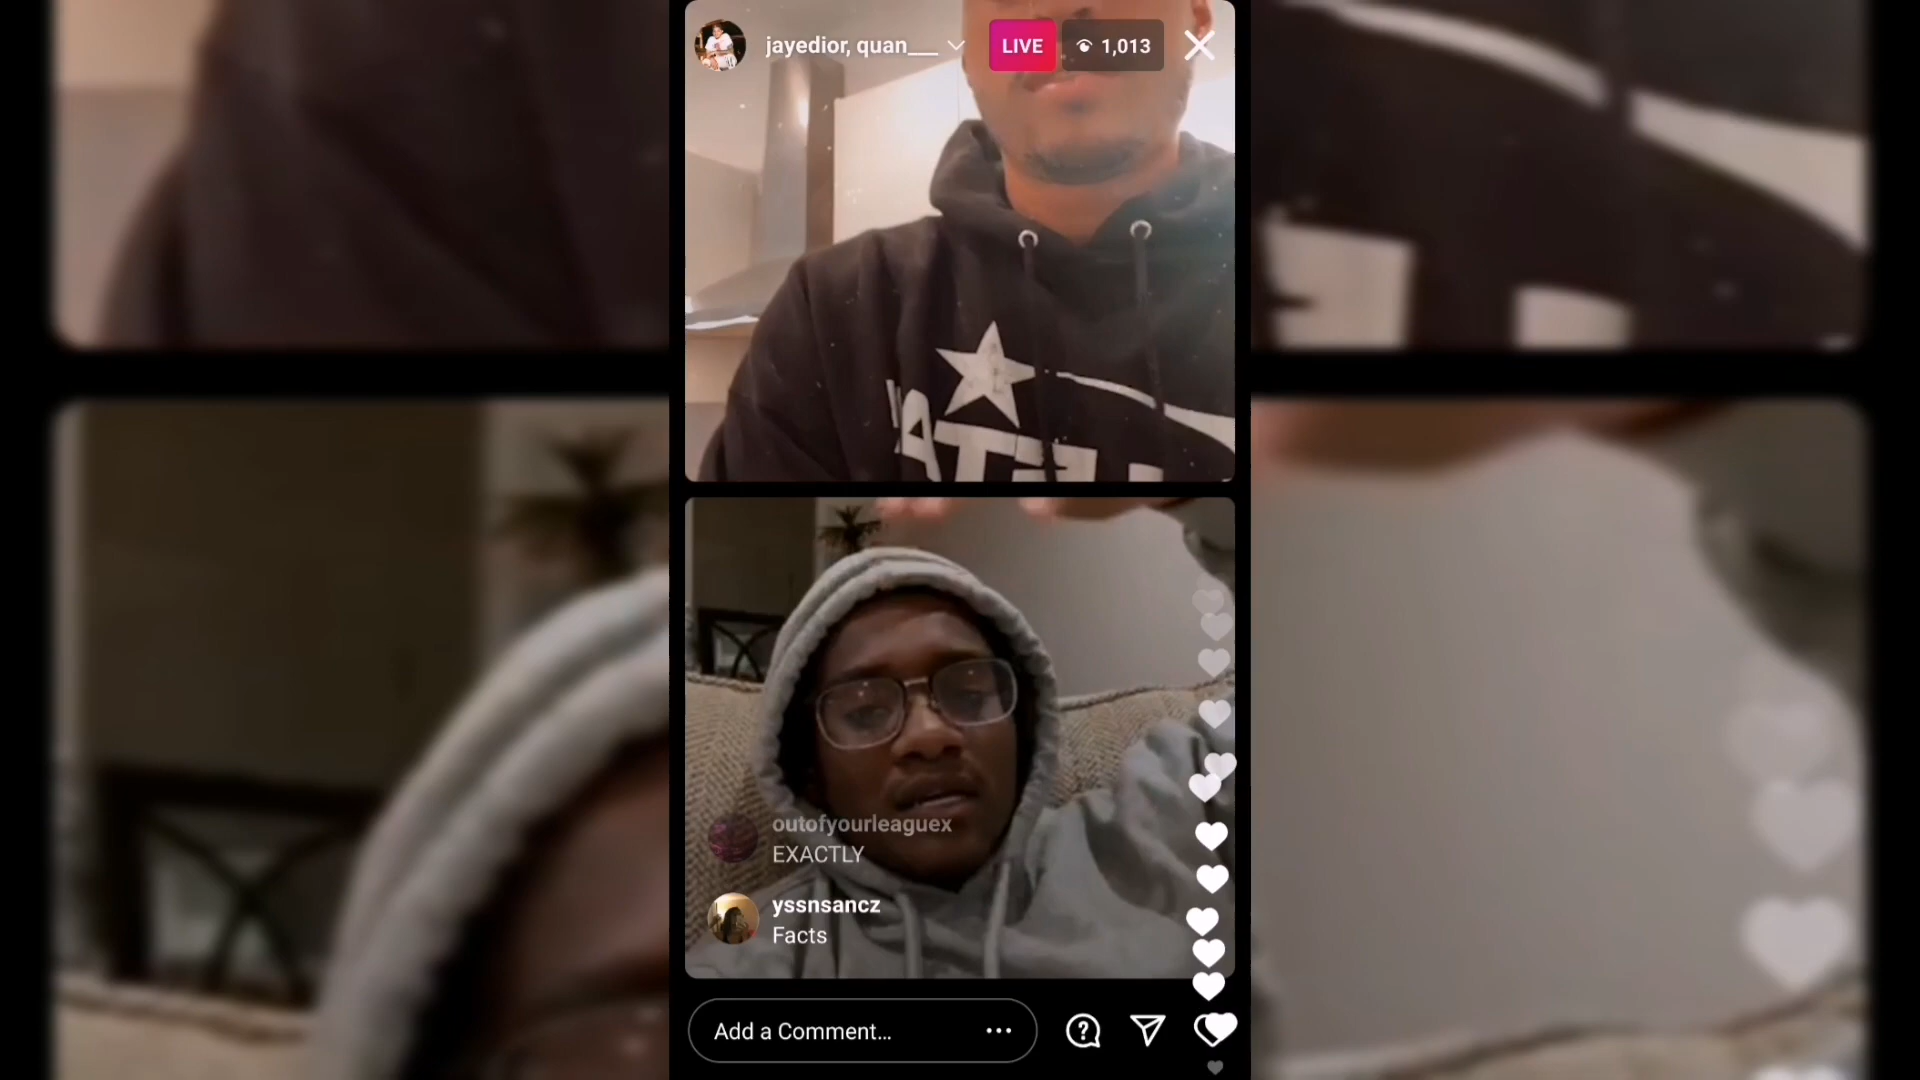 jayedior, quan___
LIVE
1,013
outofyourleaguex
EXACTLY
yssnsancz
Facts
Add a Comment...